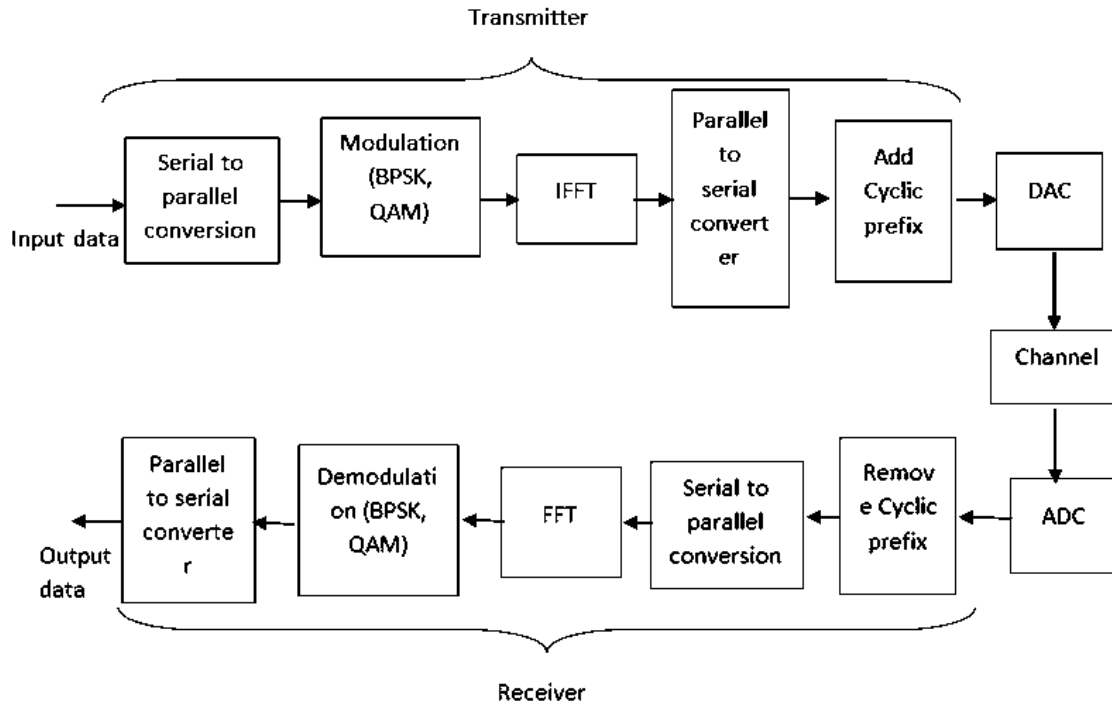 Transmitter
Input data
Serial to
parallel
conversion
Modulation
(BPSK,
QAM)
IFFT
Parallel
to
serial
convert
er
Add
Cyclic
prefix
DAC
Channel
ADC
Remov
e Cyclic
prefix
Serial to
parallel
conversion
FFT
Demodulati
on (BPSK,
QAM)
Parallel
to serial
converte
r
Output
data
Receiver